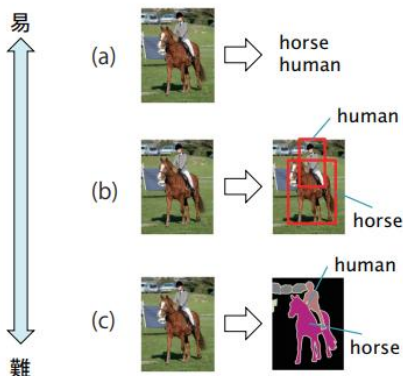 易
(a)
horse
human
(b)
human
horse
(c)
human
horse
難